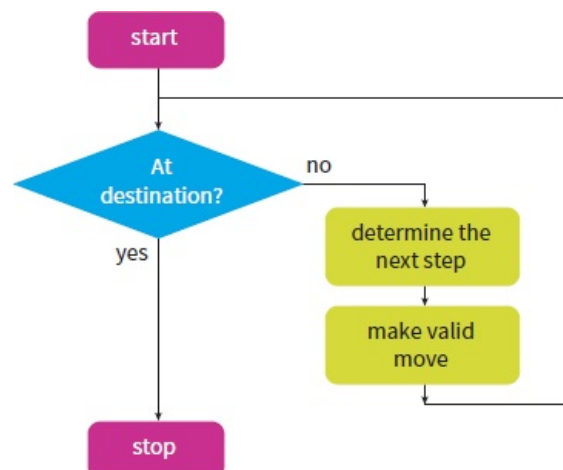 start
At
destination?
no
yes
determine the
next step
make valid
move
stop